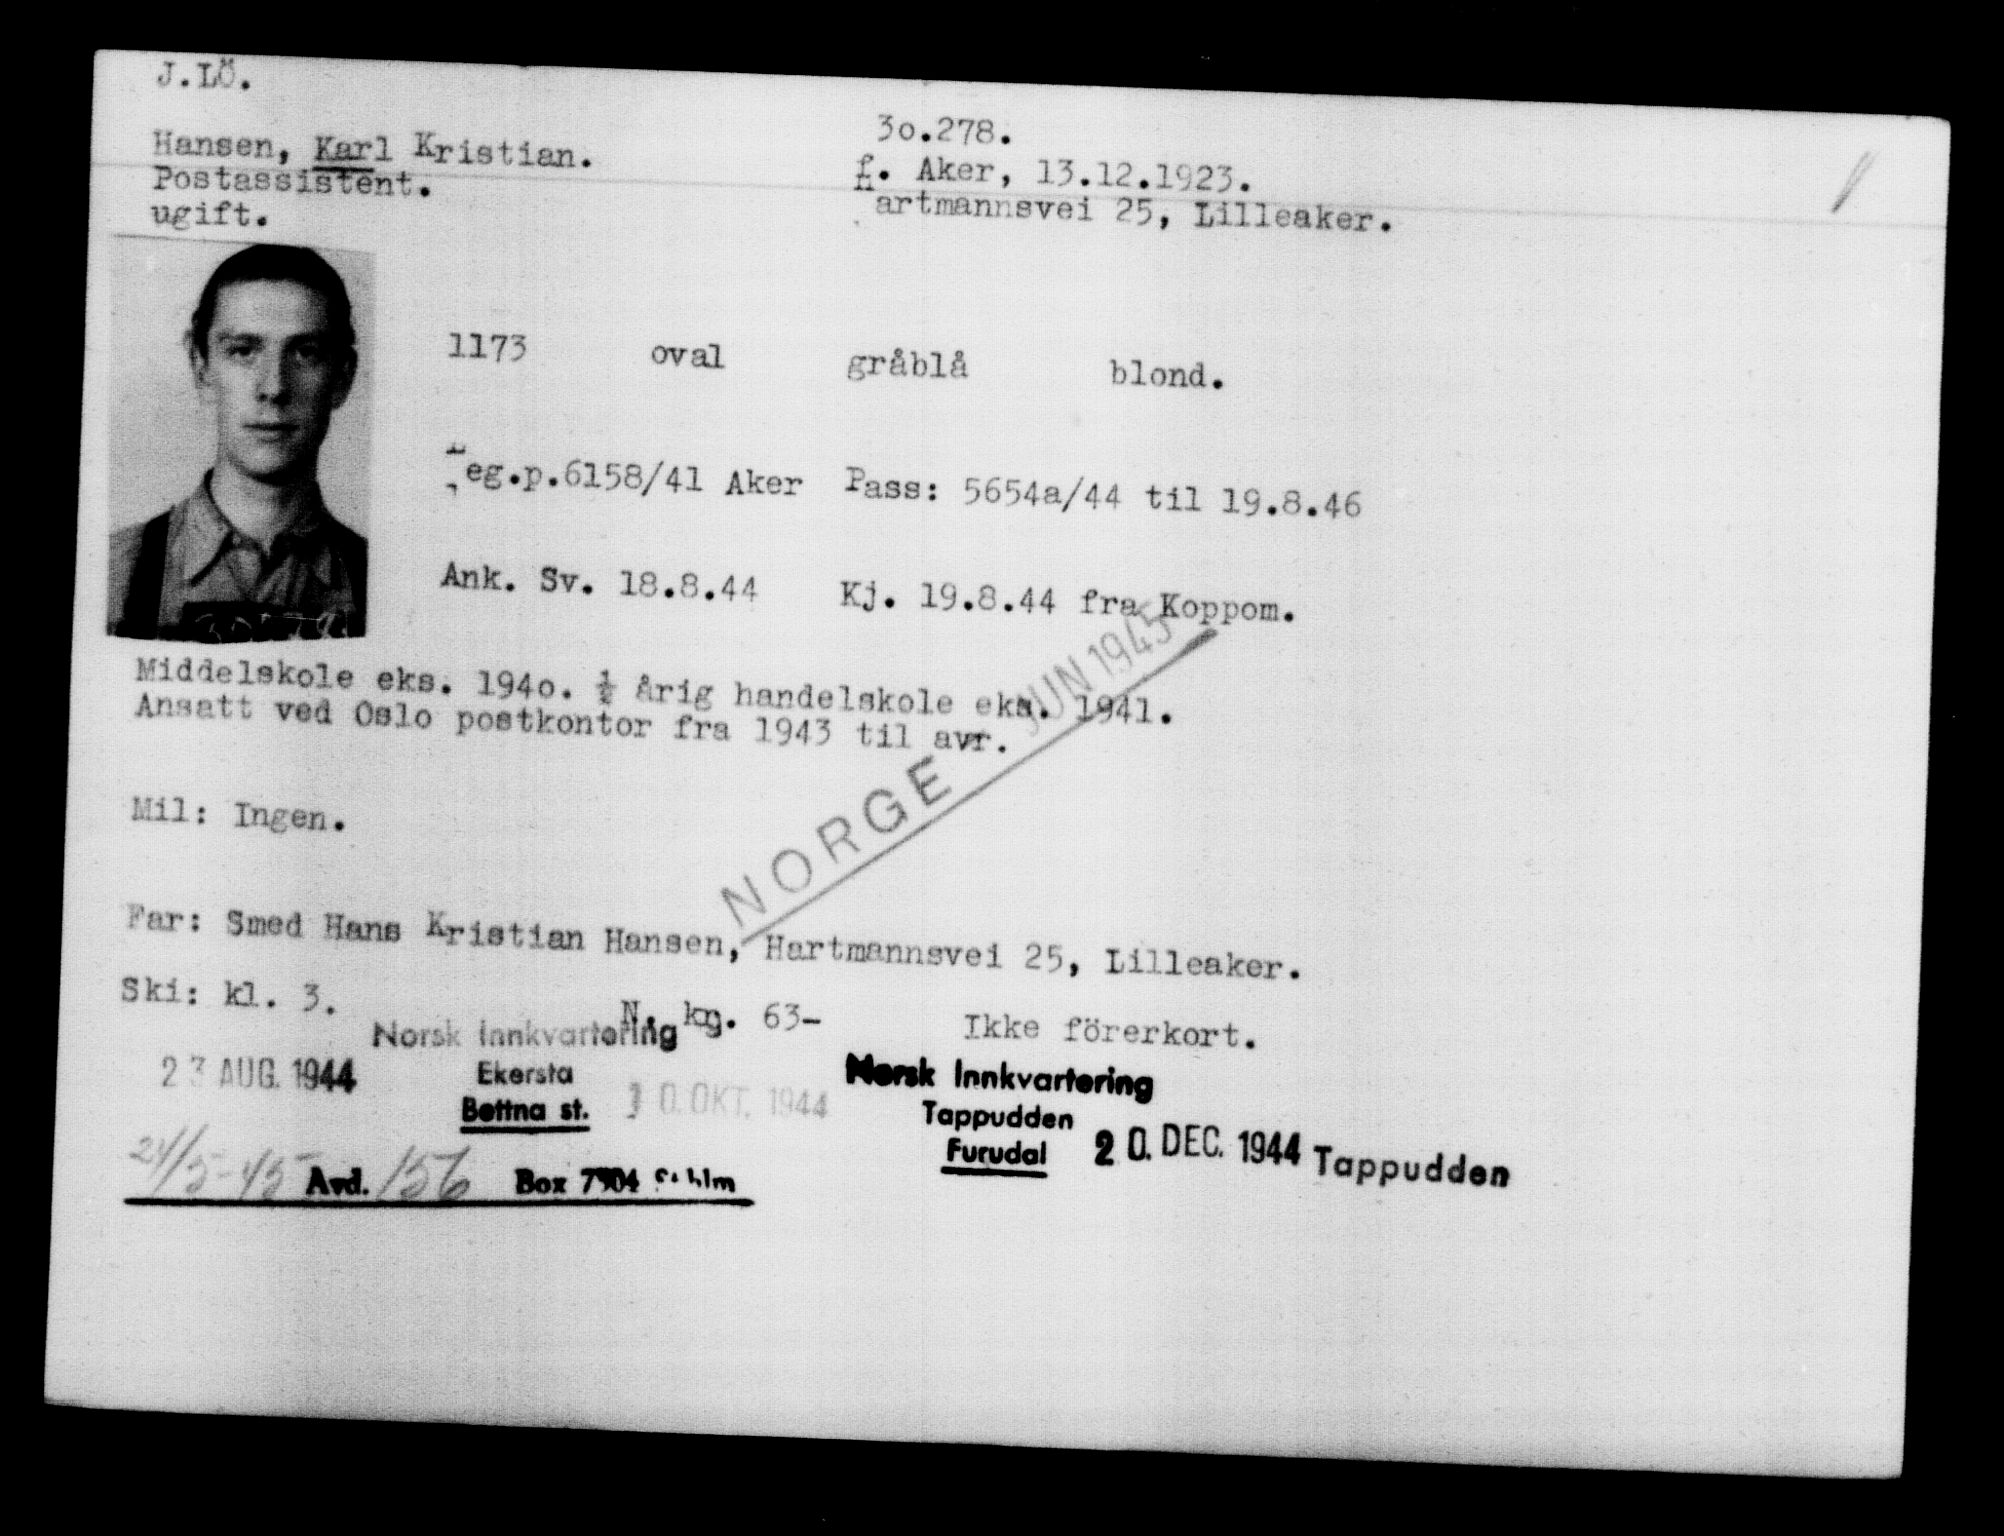 J.LÖ.
30.278.
Hansen, Karl Kristian.
f. Aker, 13.12.1923.
Postassistent.
Hartmannsvei 25, Lilleaker.
ugift.
1173 oval gråblå blond.
Leg.p.6158/41 Aker Pass: 5654a/44 til 19.8.46
Ank. Sv. 18.8.44 Kj. 19.8.44 fra Koppom.
Middelskole eks. 1940. ½ årig handelskole eks. 1941.
Ansatt ved Oslo postkontor fra 1943 til avr.
NORGE JUN 1945
Mil: Ingen.
Far: Smed Hans Kristian Hansen, Hartmannsvei 25, Lilleaker.
Ski: kl. 3. N. kg. 63- Ikke förerkort.
Norsk Innkvartering
Ekersta
Bettna st.
23 AUG. 1944
10. OKT. 1944
Norsk Innkvartering
Tappudden
Furudal
20. DEC. 1944 Tappudden
24/5-45 Avd. 156 Box 7904 Sthlm